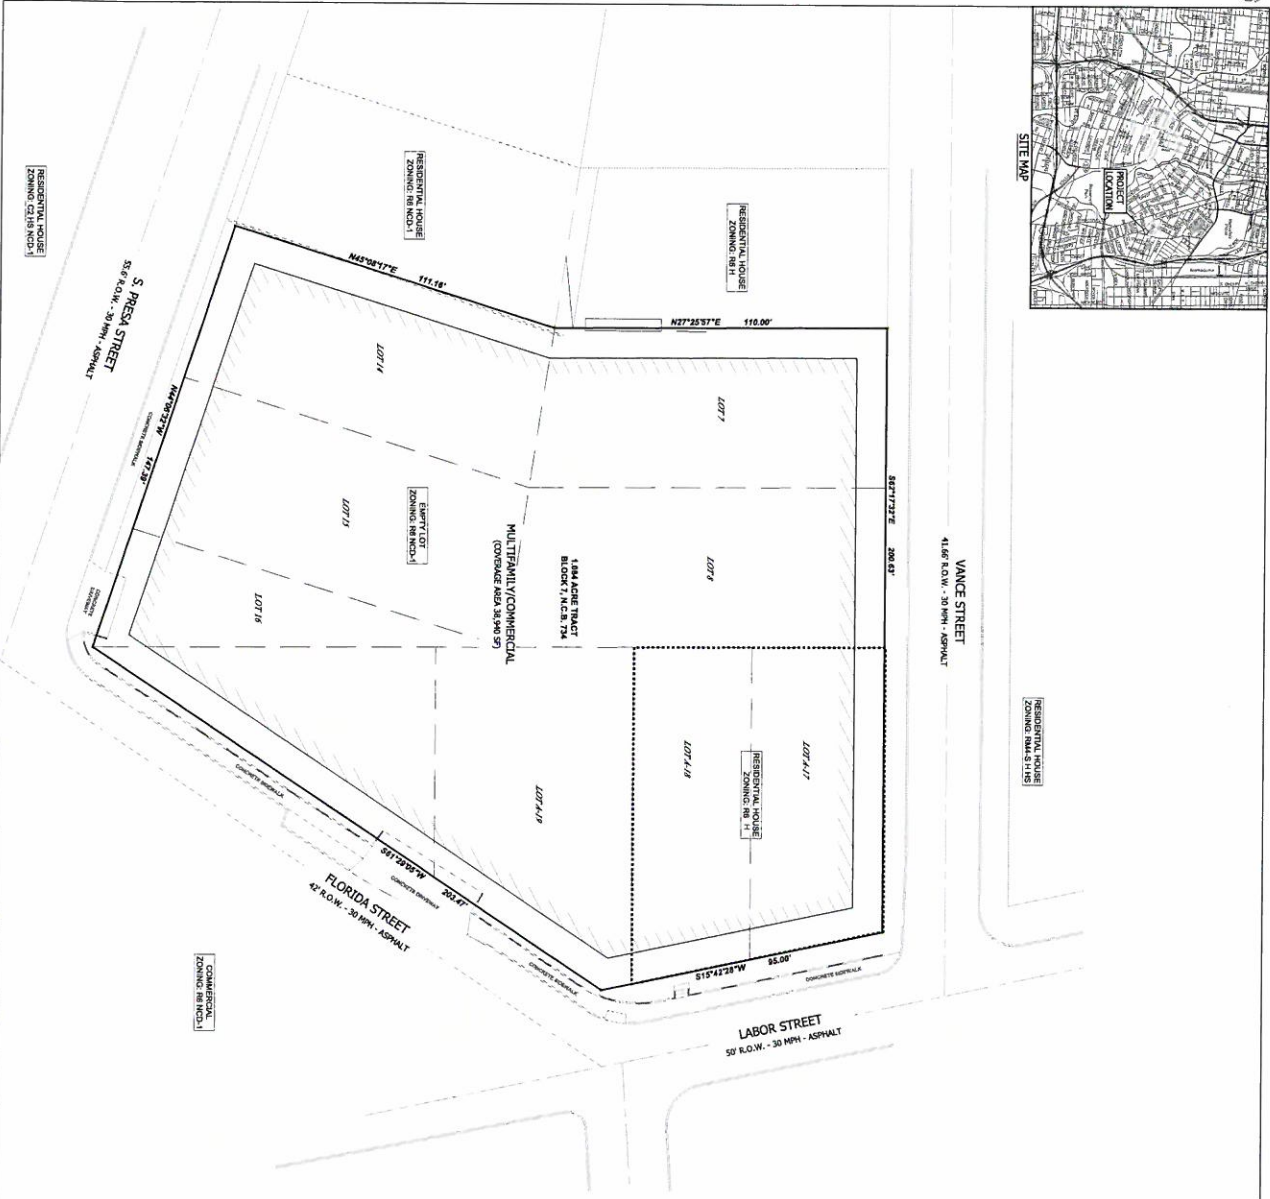 SITE MAP
PROJECT
LOCATION
VANCE STREET
41.66' R.O.W. - 30 MPH - ASPHALT
RESIDENTIAL HOUSE
ZONING: RM4-S H HS
RESIDENTIAL HOUSE
ZONING: R6 H
RESIDENTIAL HOUSE
ZONING: R6 NCD-1
RESIDENTIAL HOUSE
ZONING: C2 HS NCD-1
S62°17'32"E 200.63'
N27°25'57"E 110.00'
N45°08'17"E 111.16'
N44°06'32"W 147.39'
S61°29'05"W 203.47'
S15°42'28"W 95.00'
LOT 7
LOT 8
LOT 14
LOT 15
LOT 16
LOT A-17
LOT A-18
LOT A-19
RESIDENTIAL HOUSE
ZONING: R6 H
1.084 ACRE TRACT
BLOCK 7, N.C.B. 734
MULTIFAMILY/COMMERCIAL
(COVERAGE AREA 38,940 SF)
EMPTY LOT
ZONING: R6 NCD-1
S. PRESA STREET
55.6' R.O.W. - 30 MPH - ASPHALT
CONCRETE SIDEWALK
CONCRETE
DRIVEWAY
CONCRETE SIDEWALK
CONCRETE DRIVEWAY
CONCRETE SIDEWALK
CONCRETE SIDEWALK
FLORIDA STREET
42' R.O.W. - 30 MPH - ASPHALT
LABOR STREET
50' R.O.W. - 30 MPH - ASPHALT
COMMERCIAL
ZONING: R6 NCD-1